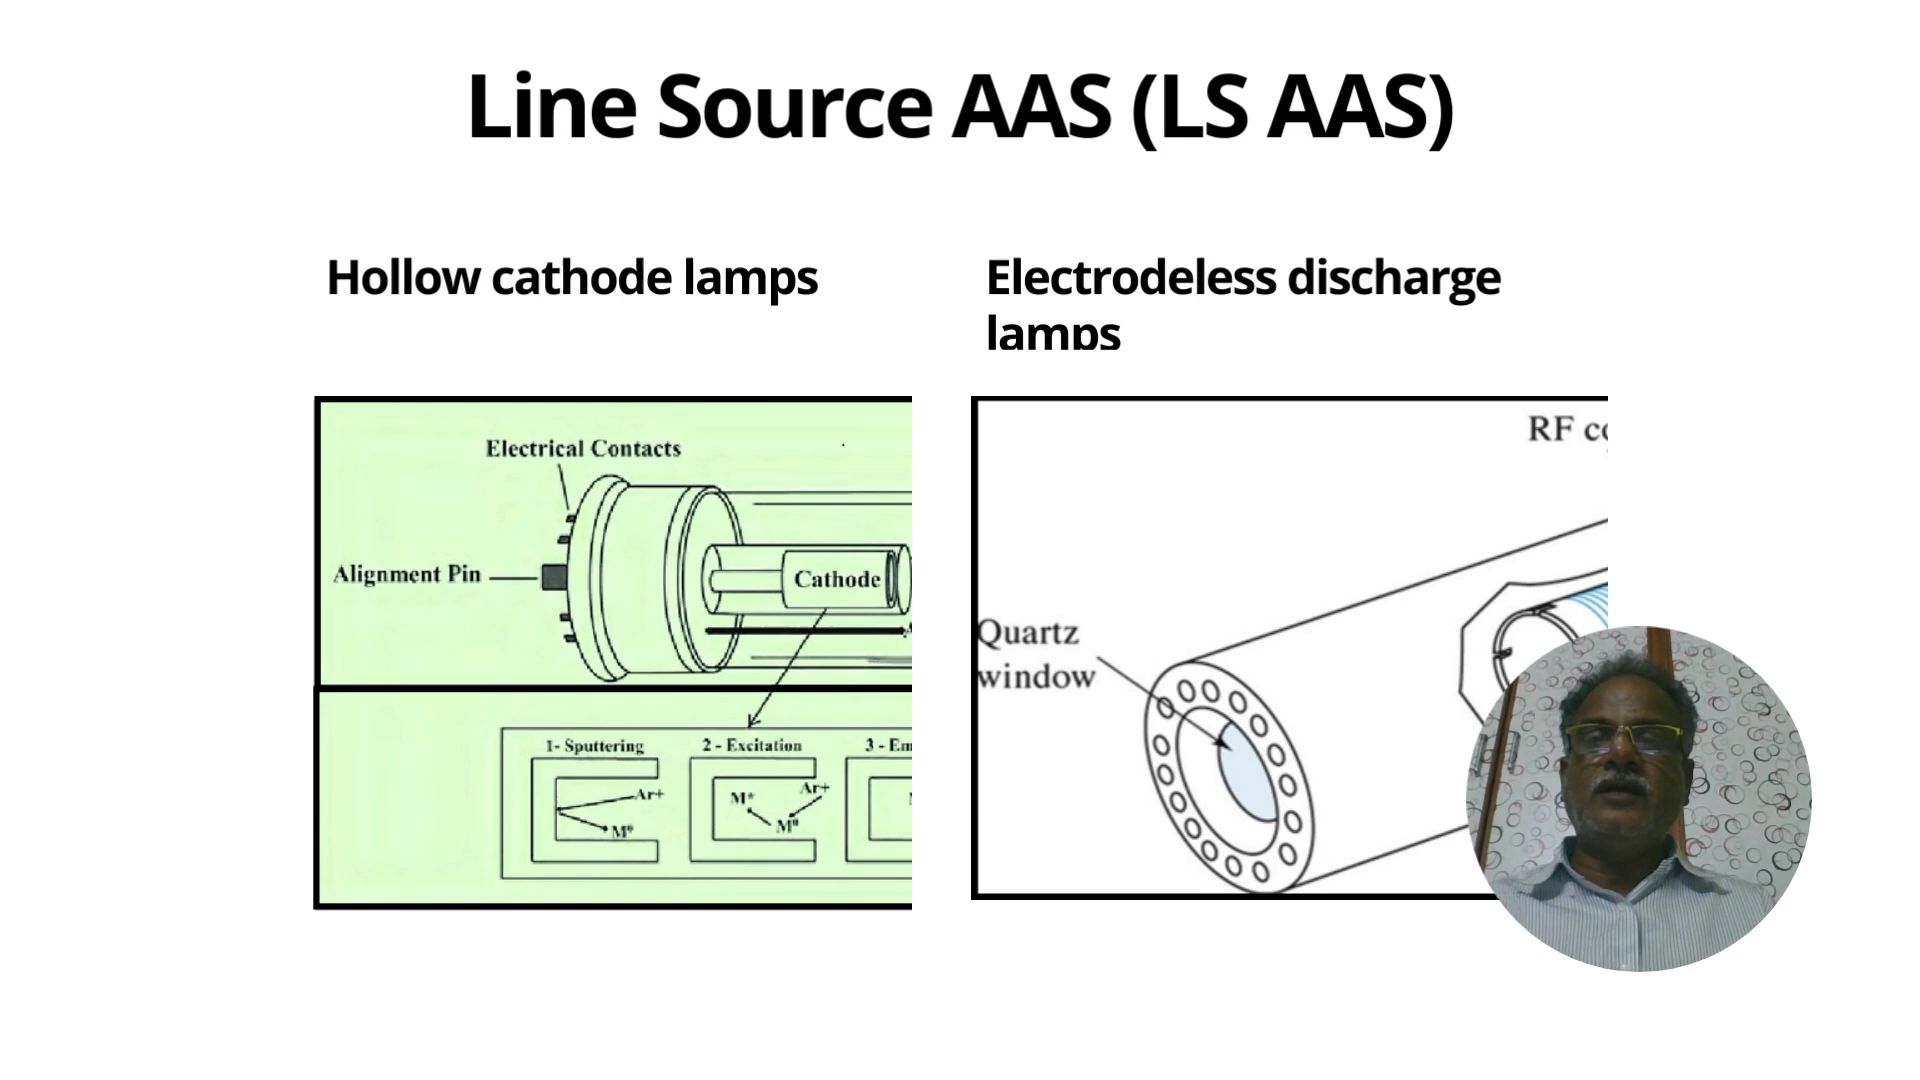 Line Source AAS (LS AAS)
Hollow cathode lamps
Electrodeless discharge
lamps
Electrical Contacts
Alignment Pin
Cathode
1- Sputtering
2 - Excitation
3 - Em
Ar+
M°
M*
Ar+
M°
RF co
Quartz
window